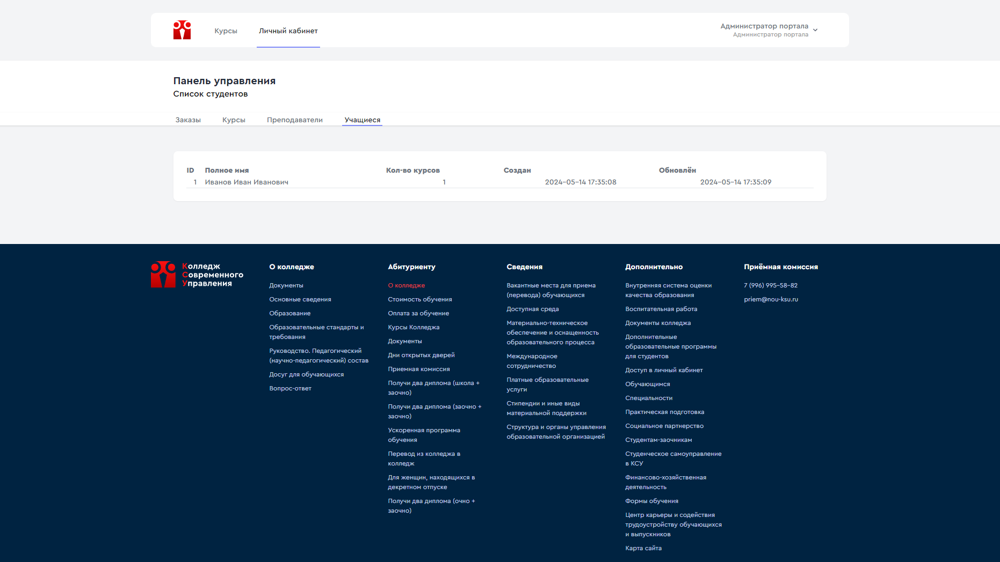 Курсы
Личный кабинет
Администратор портала
Администратор портала
Панель управления
Список студентов
Заказы
Курсы
Преподаватели
Учащиеся
ID Полное имя Кол-во курсов Создан Обновлён
1 Иванов Иван Иванович 1 2024-05-14 17:35:08 2024-05-14 17:35:09
Колледж
Современного
Управления
О колледже
Документы
Основные сведения
Образование
Образовательные стандарты и
требования
Руководство. Педагогический
(научно-педагогический) состав
Досуг для обучающихся
Вопрос-ответ
Абитуриенту
О колледже
Стоимость обучения
Оплата за обучение
Курсы Колледжа
Документы
Дни открытых дверей
Приемная комиссия
Получи два диплома (школа +
заочно)
Получи два диплома (заочно +
заочно)
Ускоренная программа
обучения
Перевод из колледжа в
колледж
Для женщин, находящихся в
декретном отпуске
Получи два диплома (очно +
заочно)
Сведения
Вакантные места для приема
(перевода) обучающихся
Доступная среда
Материально-техническое
обеспечение и оснащенность
образовательного процесса
Международное
сотрудничество
Платные образовательные
услуги
Стипендии и иные виды
материальной поддержки
Структура и органы управления
образовательной организацией
Дополнительно
Внутренняя система оценки
качества образования
Воспитательная работа
Документы колледжа
Дополнительные
образовательные программы
для студентов
Доступ в личный кабинет
Обучающимся
Специальности
Практическая подготовка
Социальное партнерство
Студентам-заочникам
Студенческое самоуправление
в КСУ
Финансово-хозяйственная
деятельность
Формы обучения
Центр карьеры и содействия
трудоустройству обучающихся
и выпускников
Карта сайта
Приёмная комиссия
7 (996) 995-58-82
priem@nou-ksu.ru